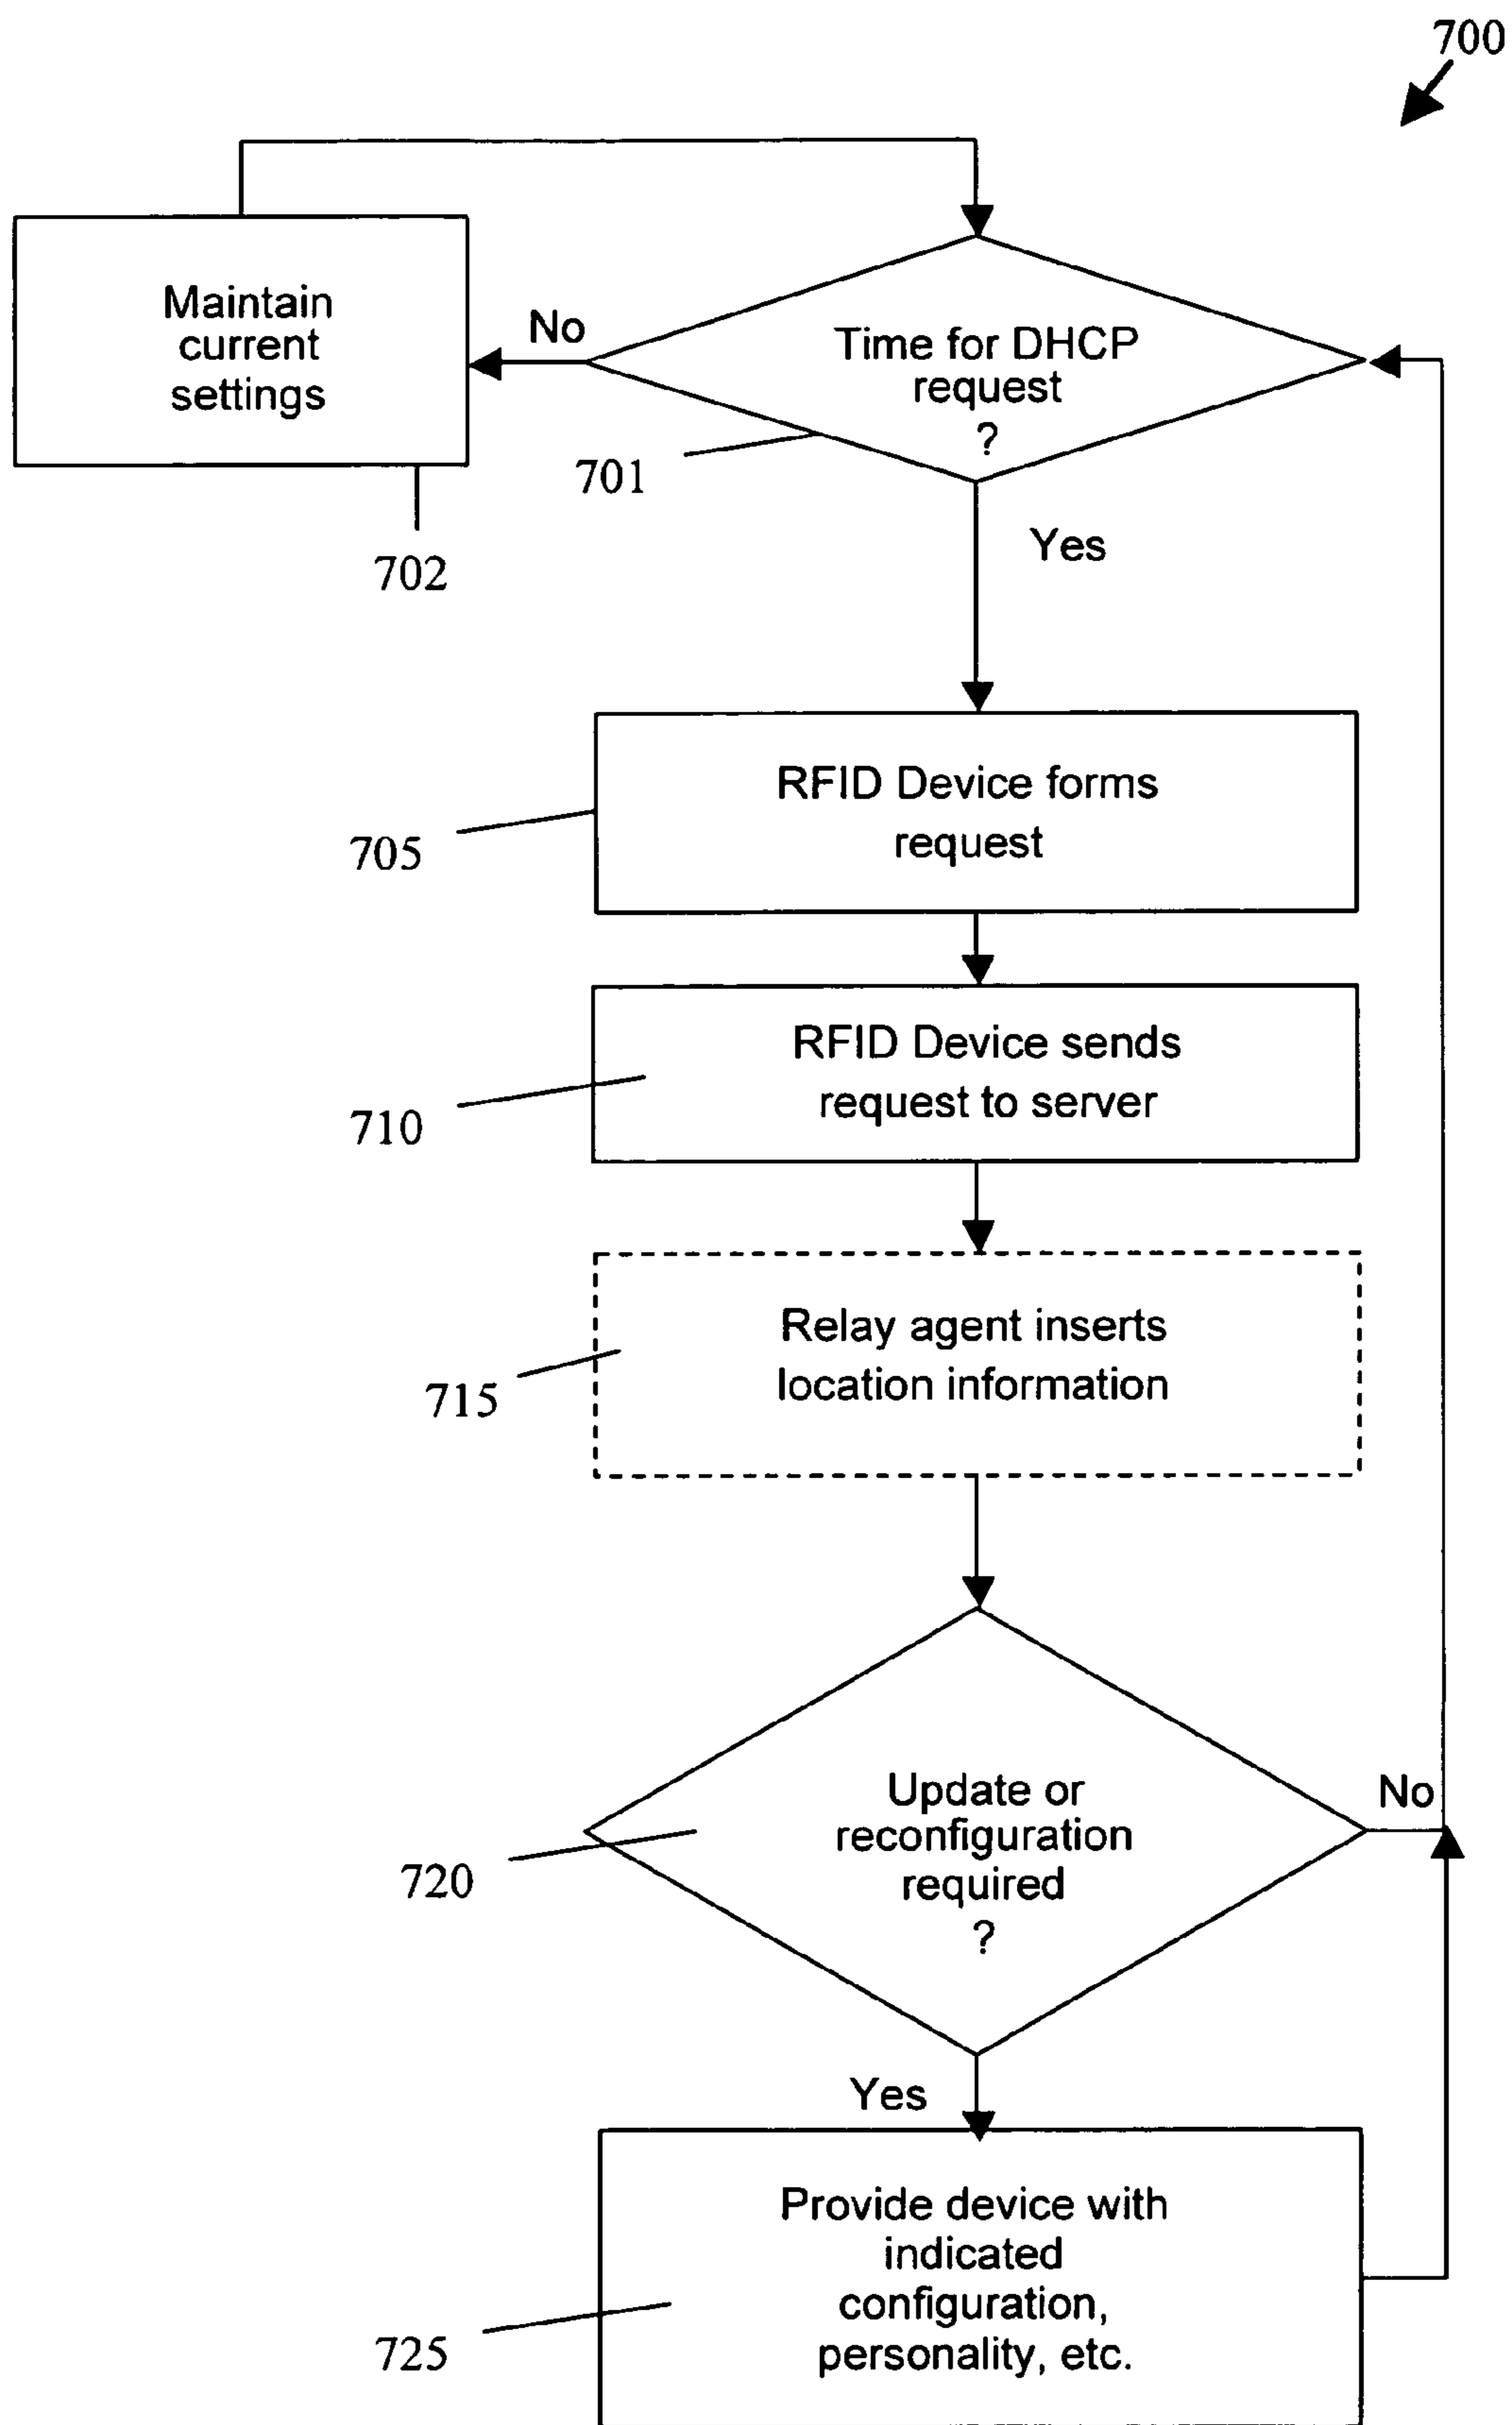 700
Maintain
current
settings
No
Time for DHCP
request
?
701
702
Yes
RFID Device forms
request
705
RFID Device sends
request to server
710
Relay agent inserts
location information
715
Update or
reconfiguration
required
?
No
720
Yes
Provide device with
indicated
configuration,
personality, etc.
725